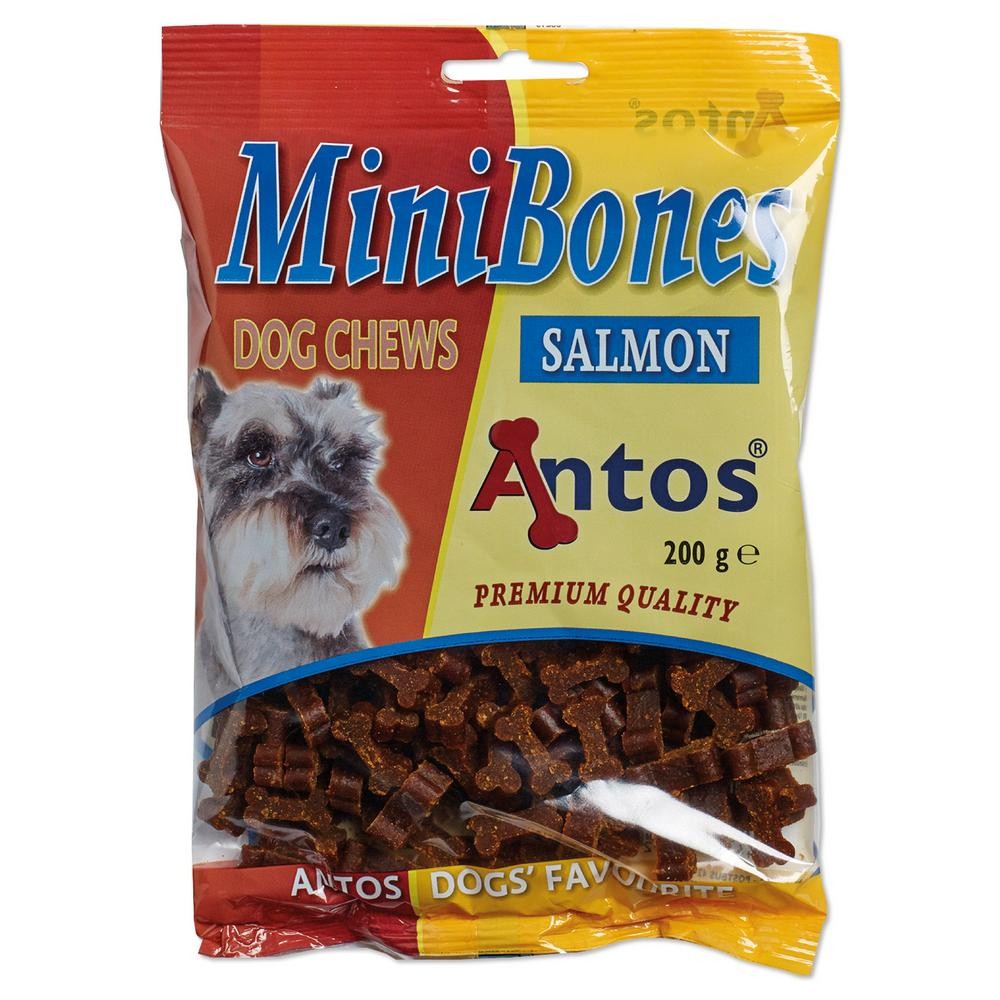 MiniBones
DOG CHEWS
SALMON
Antos®
200 g ℮
PREMIUM QUALITY
ANTOS DOGS' FAVOURITE